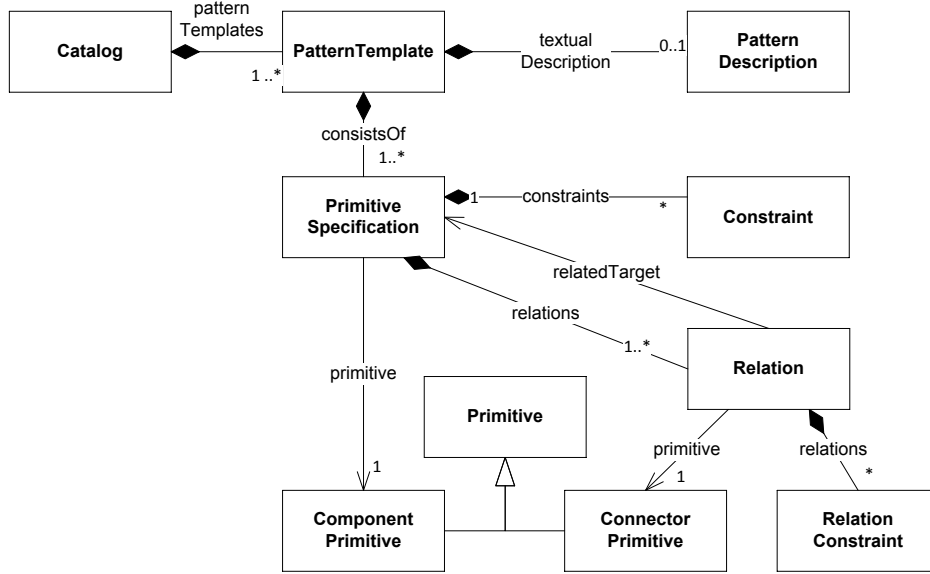 pattern
Templates
Catalog
1 ..*
PatternTemplate
textual
Description
0..1
Pattern
Description
consistsOf
1..*
Primitive
Specification
1
constraints
*
Constraint
relatedTarget
relations
1..*
Relation
primitive
1
Primitive
primitive
1
relations
*
Component
Primitive
Connector
Primitive
Relation
Constraint